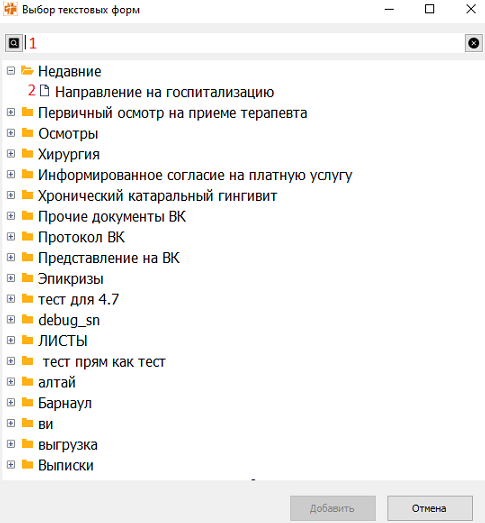 Выбор текстовых форм
1
Недавние
2 Направление на госпитализацию
Первичный осмотр на приеме терапевта
Осмотры
Хирургия
Информированное согласие на платную услугу
Хронический катаральный гингивит
Прочие документы ВК
Протокол ВК
Представление на ВК
Эпикризы
тест для 4.7
debug_sn
ЛИСТЫ
тест прям как тест
алтай
Барнаул
ви
выгрузка
Выписки
Добавить Отмена